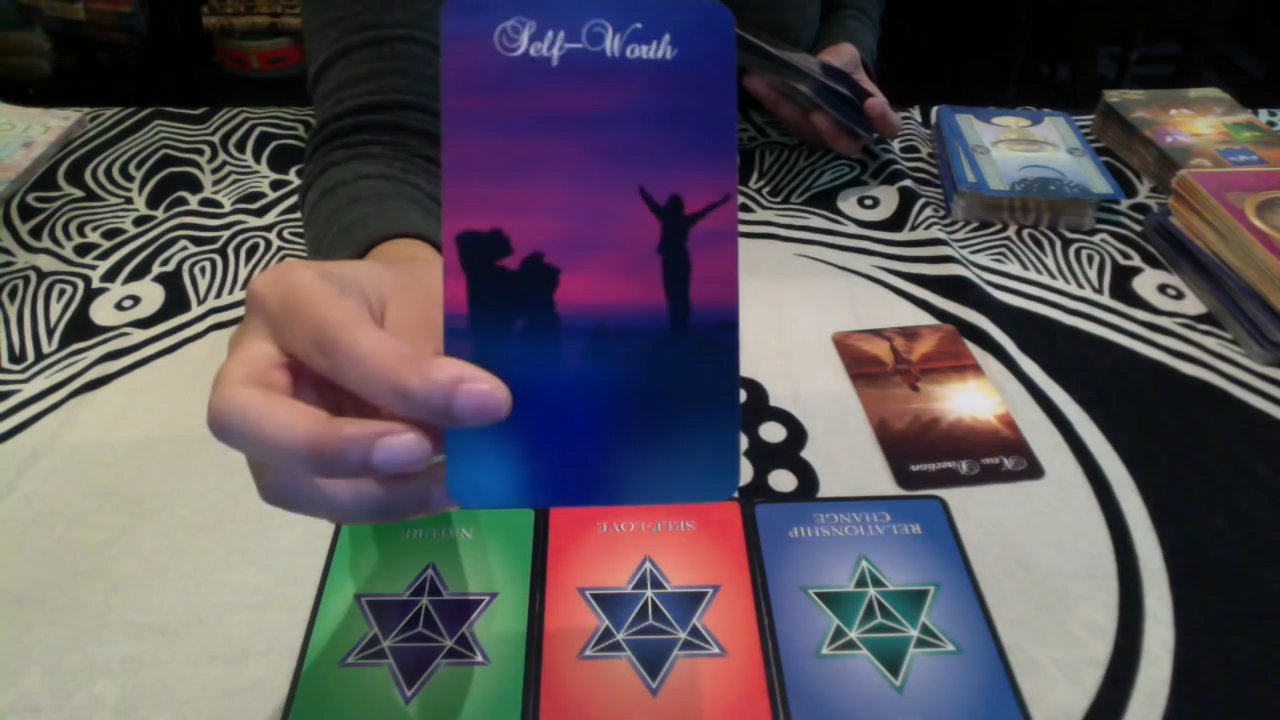 Self-Worth
New Direction
NATURE
SELF-LOVE
RELATIONSHIP
CHANGE